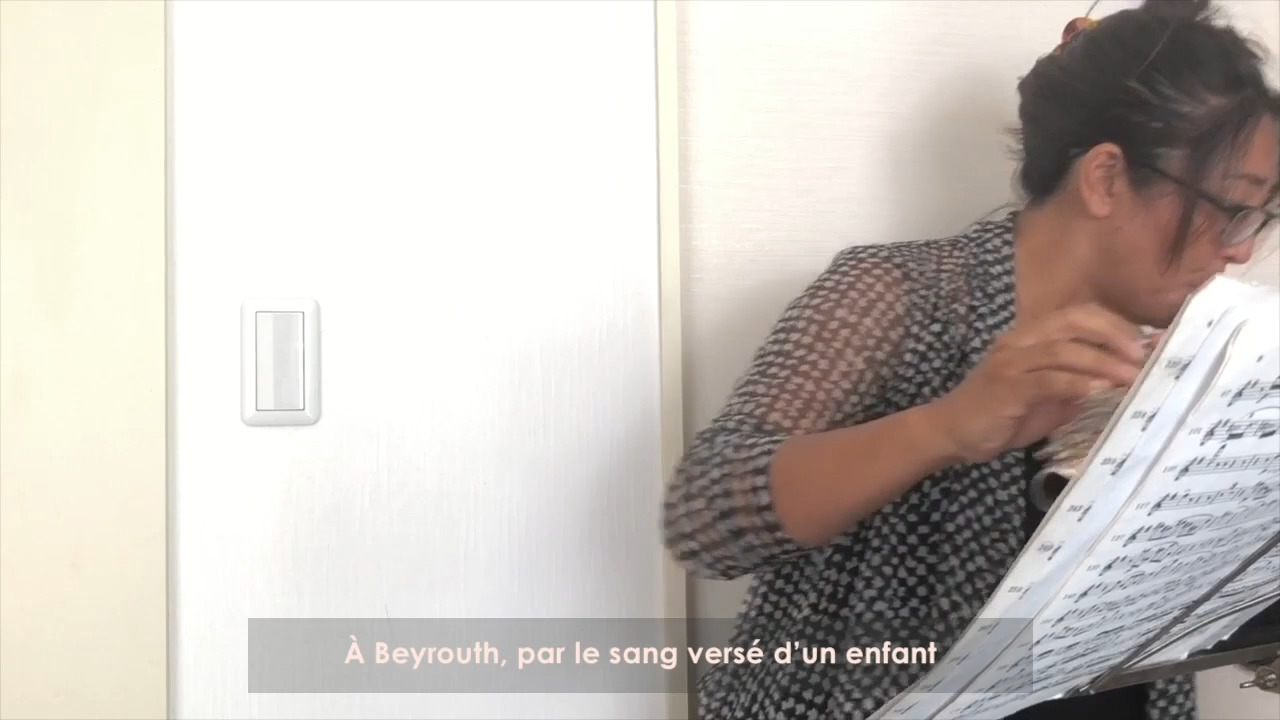 À Beyrouth, par le sang versé d’un enfant